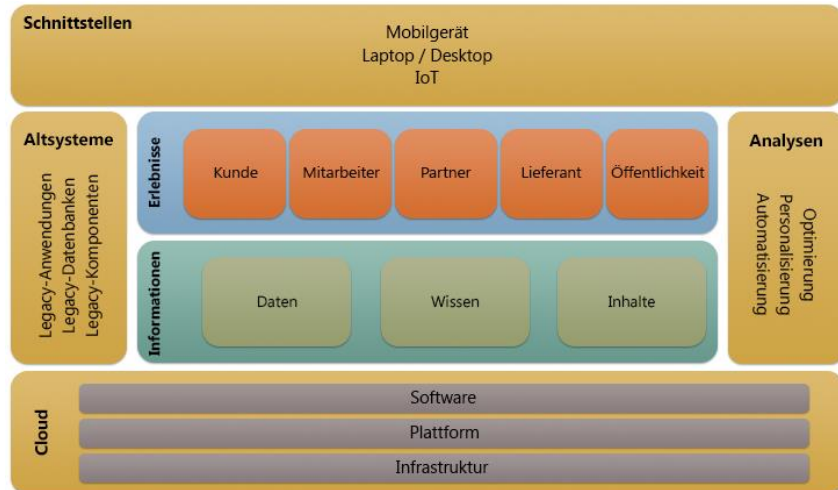 Schnittstellen
Mobilgerät
Laptop / Desktop
IoT
Altsysteme
Legacy-Anwendungen
Legacy-Datenbanken
Legacy-Komponenten
Erlebnisse
Kunde
Mitarbeiter
Partner
Lieferant
Öffentlichkeit
Informationen
Daten
Wissen
Inhalte
Analysen
Optimierung
Personalisierung
Automatisierung
Cloud
Software
Plattform
Infrastruktur